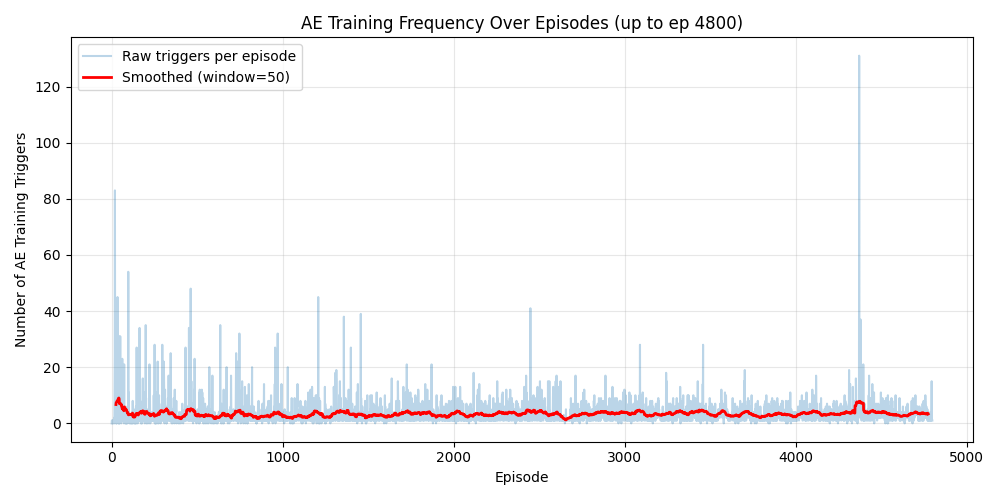 AE Training Frequency Over Episodes (up to ep 4800)
Raw triggers per episode
Smoothed (window=50)
Number of AE Training Triggers
120
100
80
60
40
20
0
0 1000 2000 3000 4000 5000
Episode